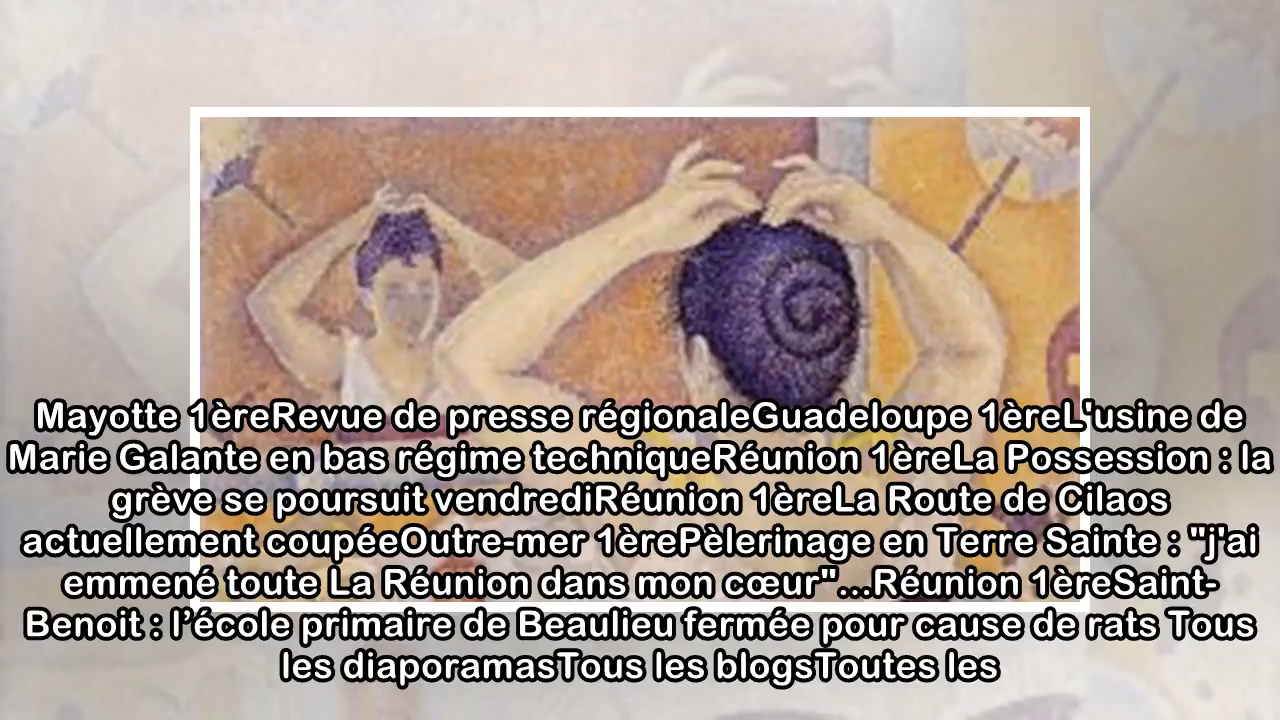 Mayotte 1èreRevue de presse régionaleGuadeloupe 1èreL'usine de
Marie Galante en bas régime techniqueRéunion 1èreLa Possession : la
grève se poursuit vendrediRéunion 1èreLa Route de Cilaos
actuellement coupéeOutre-mer 1èrePèlerinage en Terre Sainte : "j'ai
emmené toute La Réunion dans mon cœur"...Réunion 1èreSaint-
Benoit : l’école primaire de Beaulieu fermée pour cause de rats Tous
les diaporamasTous les blogsToutes les